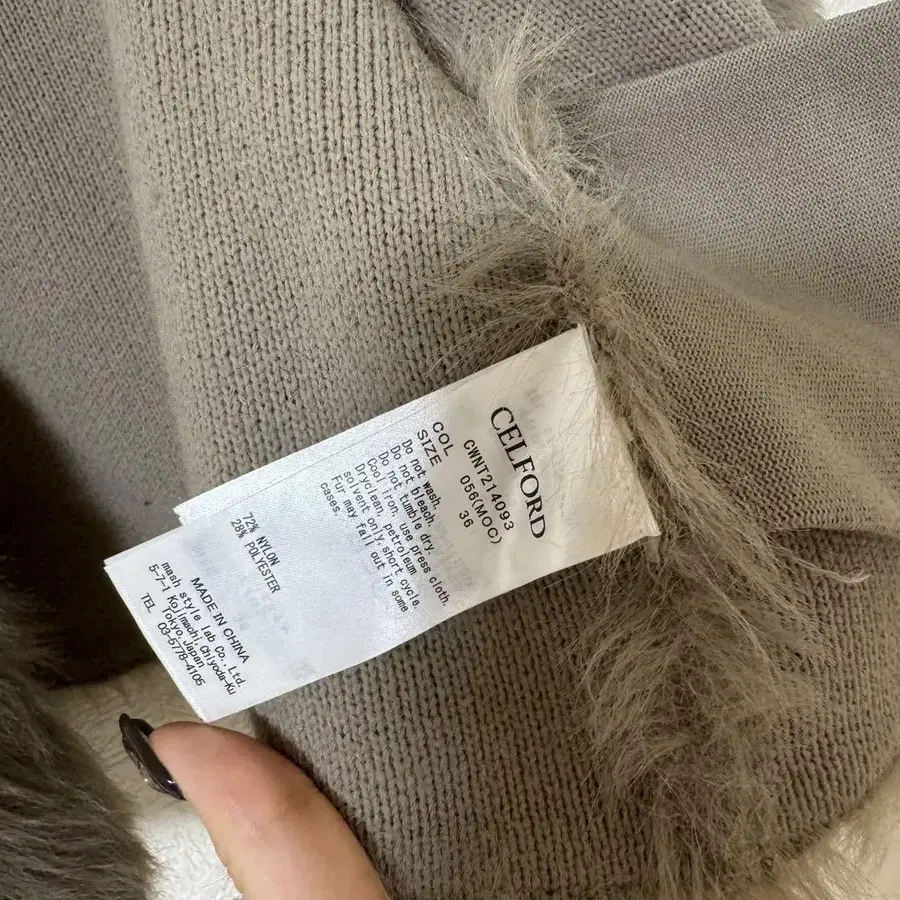 CELFORD
CWNT214093
COL 056(MOC)
SIZE 36
Do not wash.
Do not bleach.
Do not tumble dry.
Cool iron, use press cloth.
Dryclean, petroleum
solvent only,short cycle.
Fur may fall out in some
cases.
72% NYLON
28% POLYESTER
MADE IN CHINA
mash style lab Co.,Ltd.
5-7-1 Kojimachi,Chiyoda-Ku
Tokyo,Japan
TEL 03-5778-4105